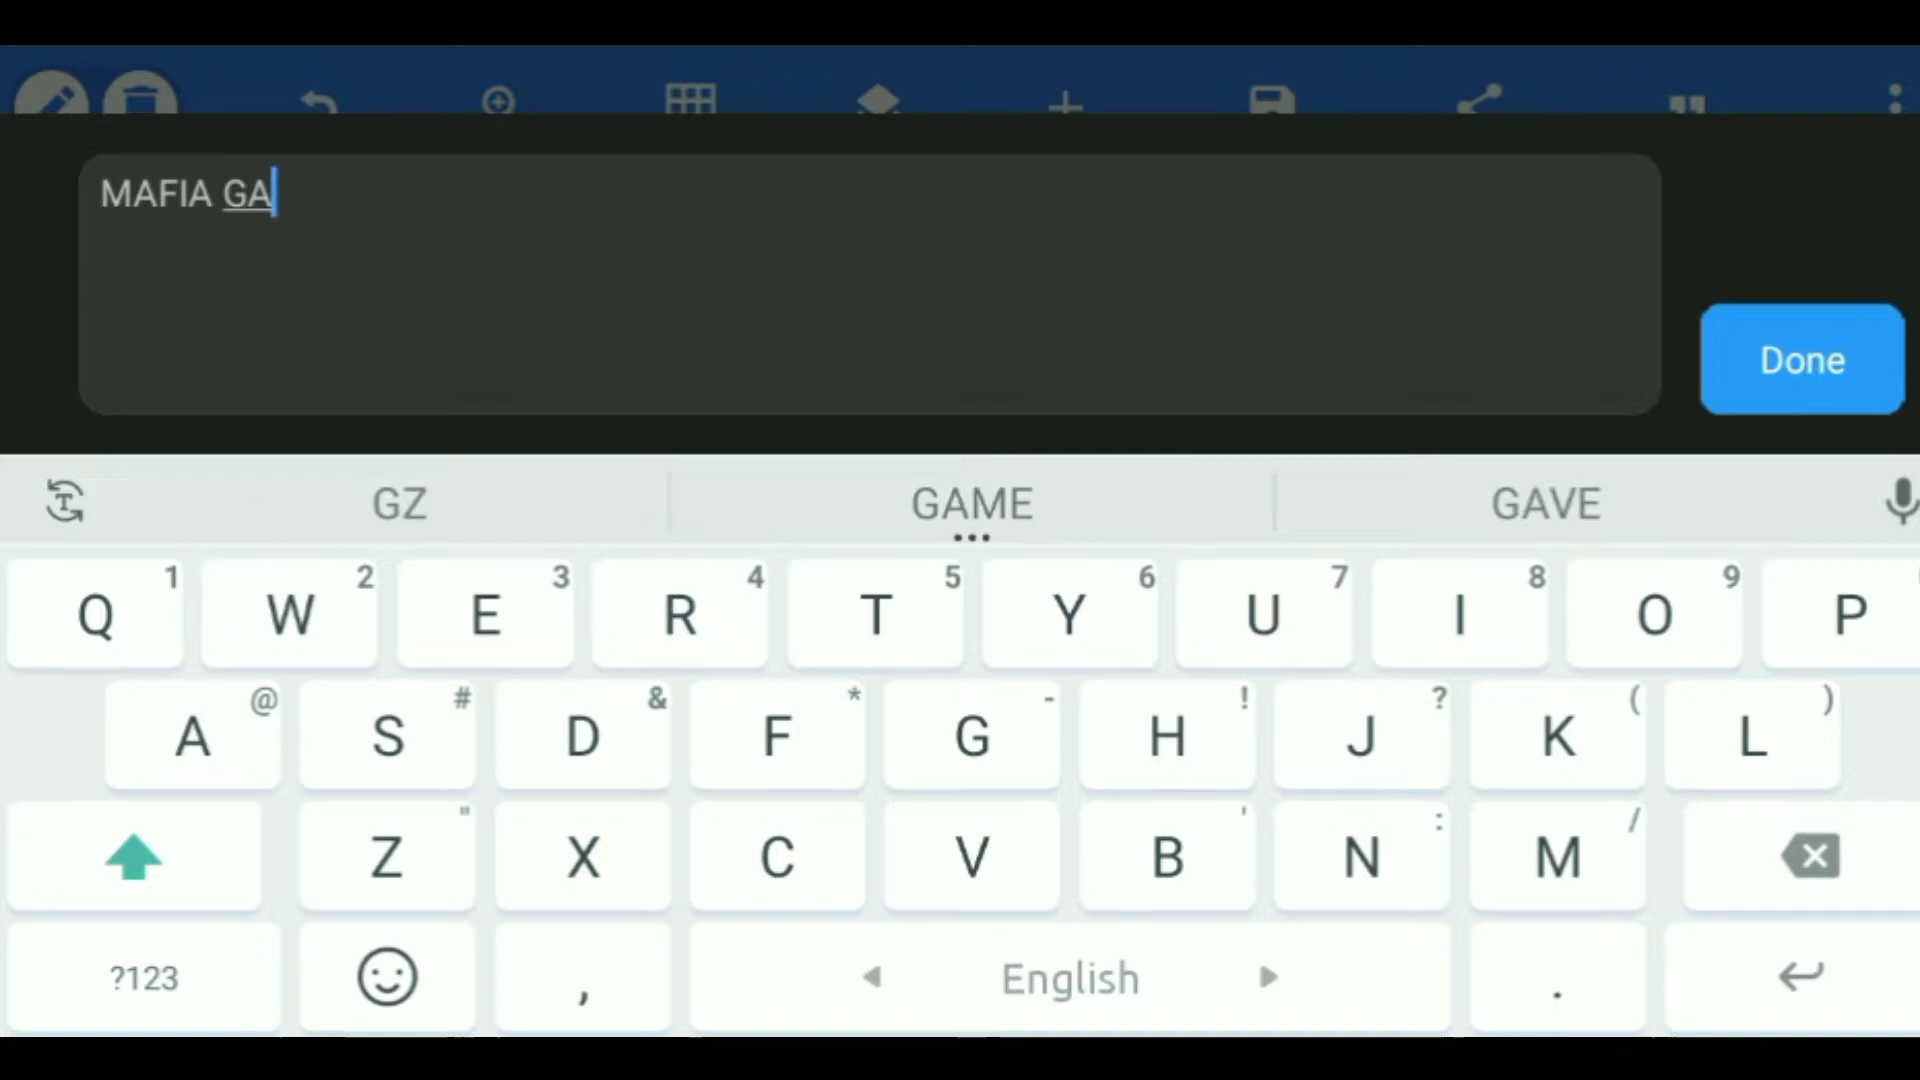 MAFIA GA
Done
GZ GAME GAVE
Q 1 W 2 E 3 R 4 T 5 Y 6 U 7 I 8 O 9 P
A @ S # D & F * G - H ! J ? K ( L )
Z " X C V B ' N : M /
?123 , English .